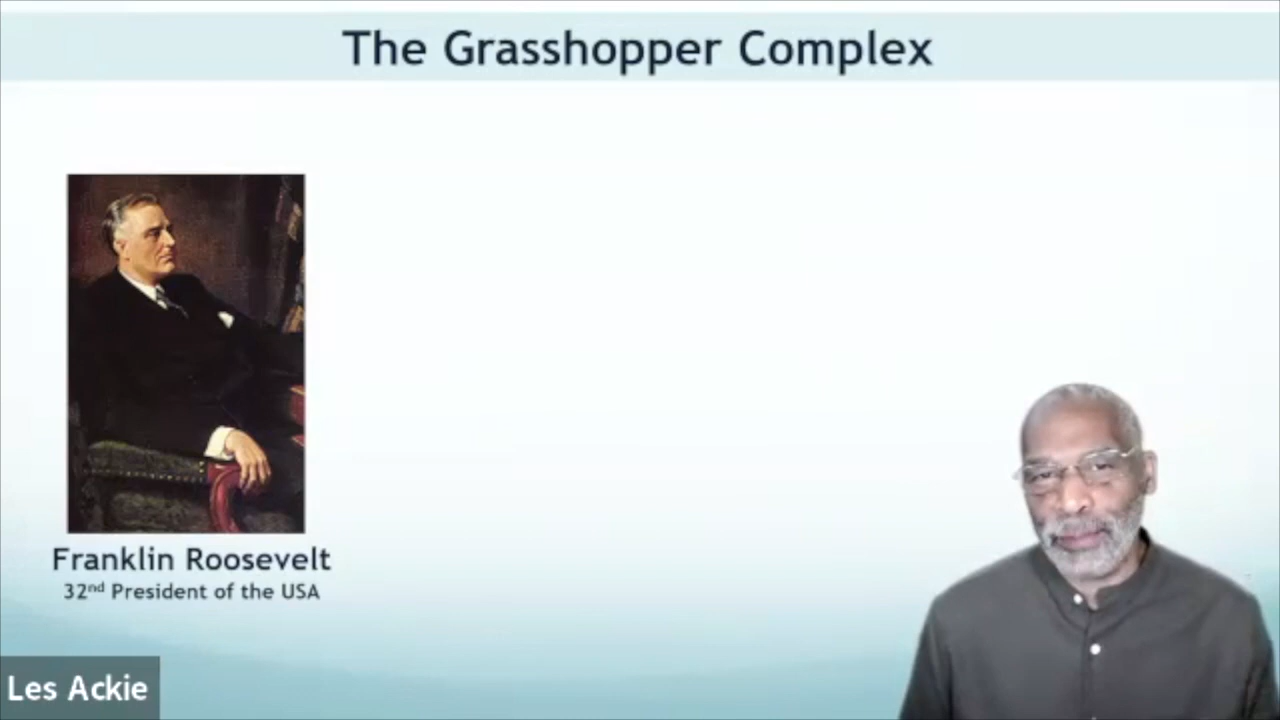 The Grasshopper Complex
Franklin Roosevelt
32nd President of the USA
Les Ackie